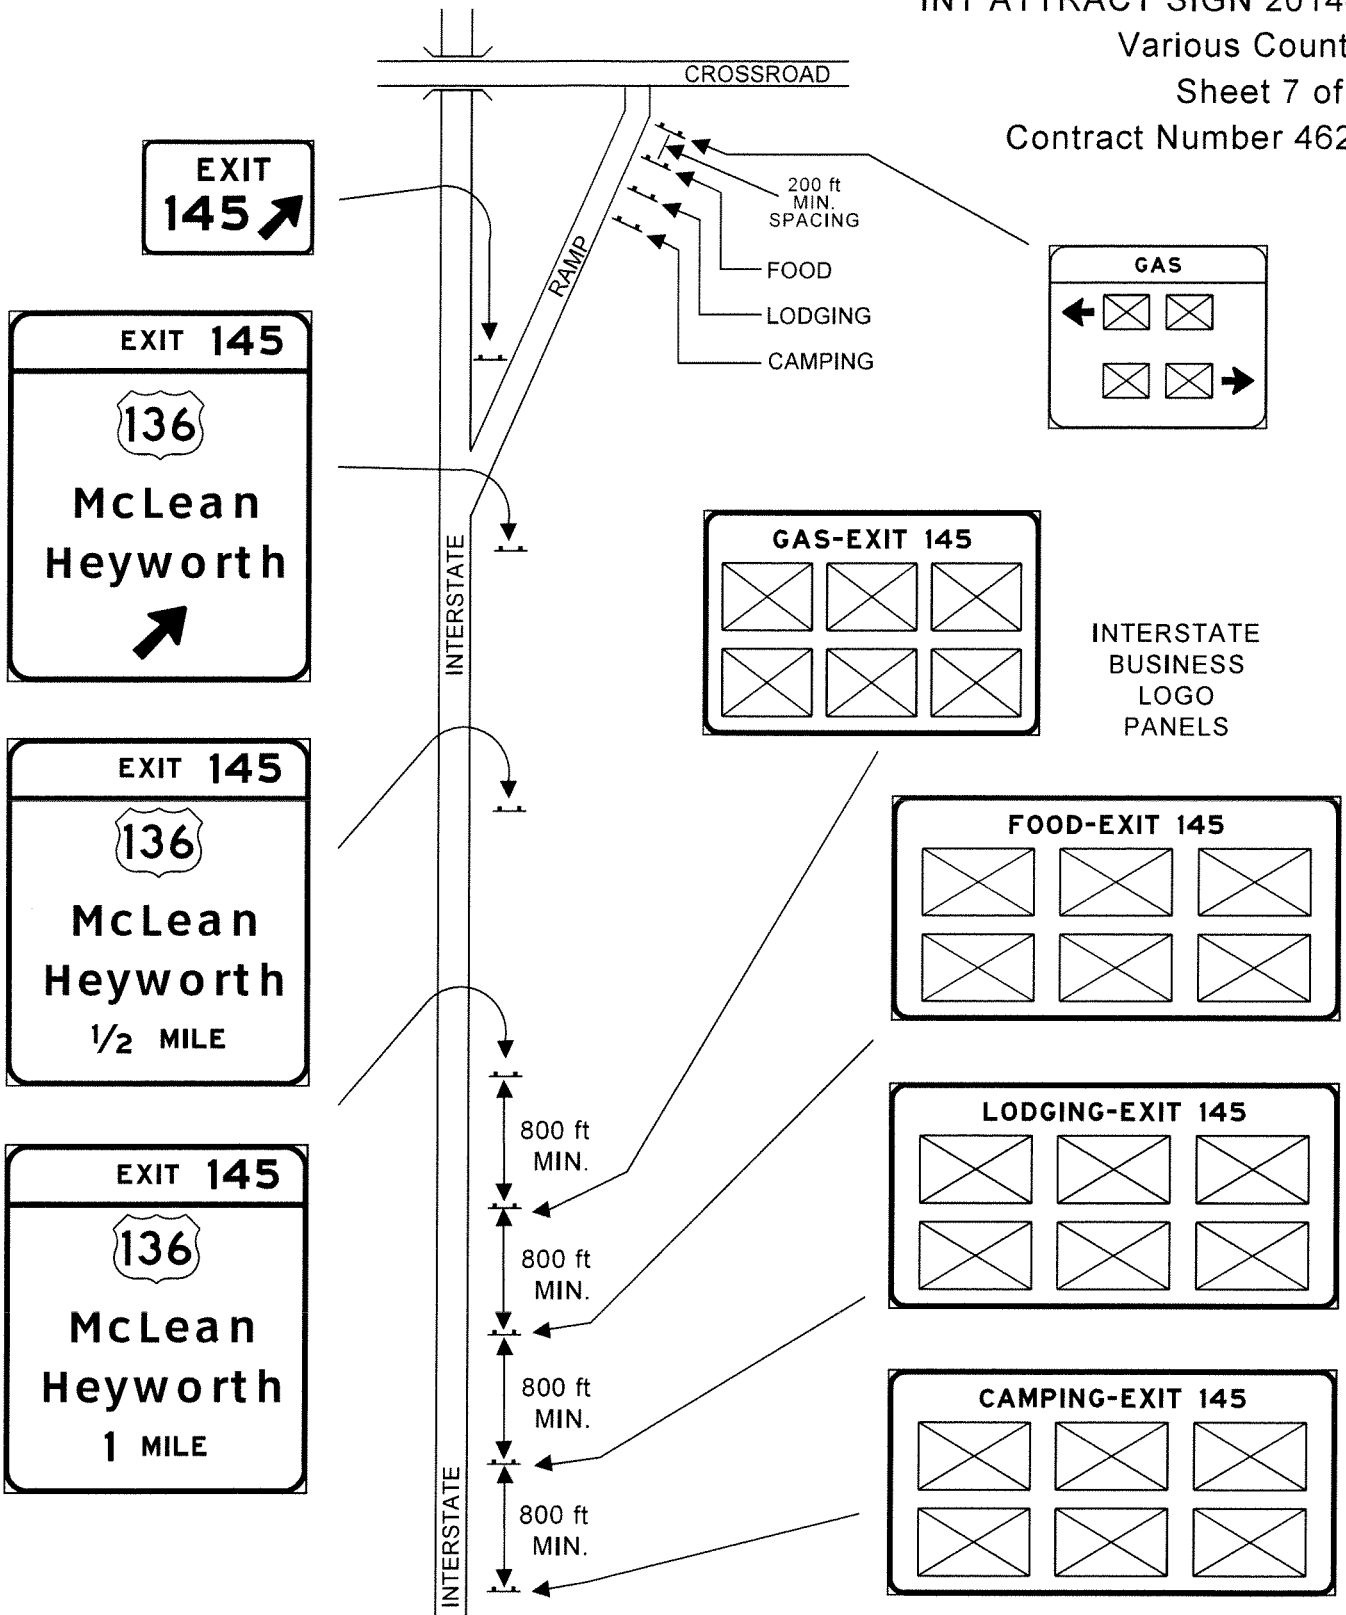 INT ATTRACT SIGN 2014
Various Count
Sheet 7 of
Contract Number 462
CROSSROAD
EXIT
145
200 ft
MIN.
SPACING
RAMP
FOOD
LODGING
CAMPING
GAS
EXIT 145
136
McLean
Heyworth
INTERSTATE
GAS-EXIT 145
INTERSTATE
BUSINESS
LOGO
PANELS
EXIT 145
136
McLean
Heyworth
1/2 MILE
FOOD-EXIT 145
800 ft
MIN.
LODGING-EXIT 145
EXIT 145
136
McLean
Heyworth
1 MILE
800 ft
MIN.
800 ft
MIN.
CAMPING-EXIT 145
800 ft
MIN.
INTERSTATE